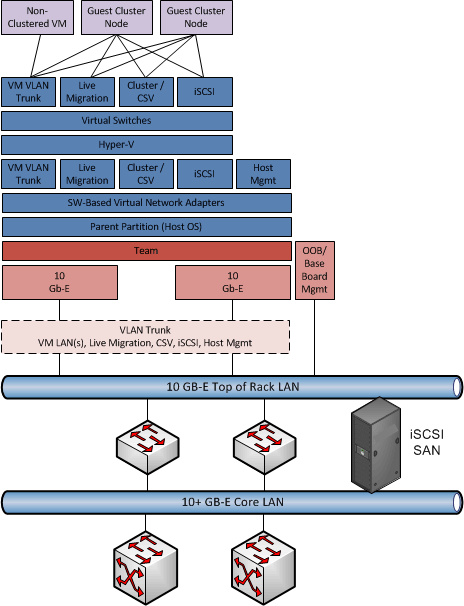 Non-
Clustered VM
Guest Cluster
Node
Guest Cluster
Node
VM VLAN
Trunk
Live
Migration
Cluster /
CSV
iSCSI
Virtual Switches
Hyper-V
VM VLAN
Trunk
Live
Migration
Cluster /
CSV
iSCSI
Host
Mgmt
SW-Based Virtual Network Adapters
Parent Partition (Host OS)
Team
OOB/
Base
Board
Mgmt
10
Gb-E
10
Gb-E
VLAN Trunk
VM LAN(s), Live Migration, CSV, iSCSI, Host Mgmt
10 GB-E Top of Rack LAN
iSCSI
SAN
10+ GB-E Core LAN